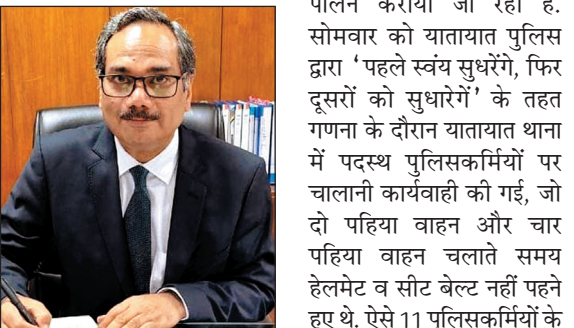 पालन कराया जा रहा है.
सोमवार को यातायात पुलिस
द्वारा ‘पहले स्वंय सुधरेंगे, फिर
दूसरों को सुधारेगें’ के तहत
गणना के दौरान यातायात थाना
में पदस्थ पुलिसकर्मियों पर
चालानी कार्यवाही की गई, जो
दो पहिया वाहन और चार
पहिया वाहन चलाते समय
हेलमेट व सीट बेल्ट नहीं पहने
हुए थे. ऐसे 11 पुलिसकर्मियों के